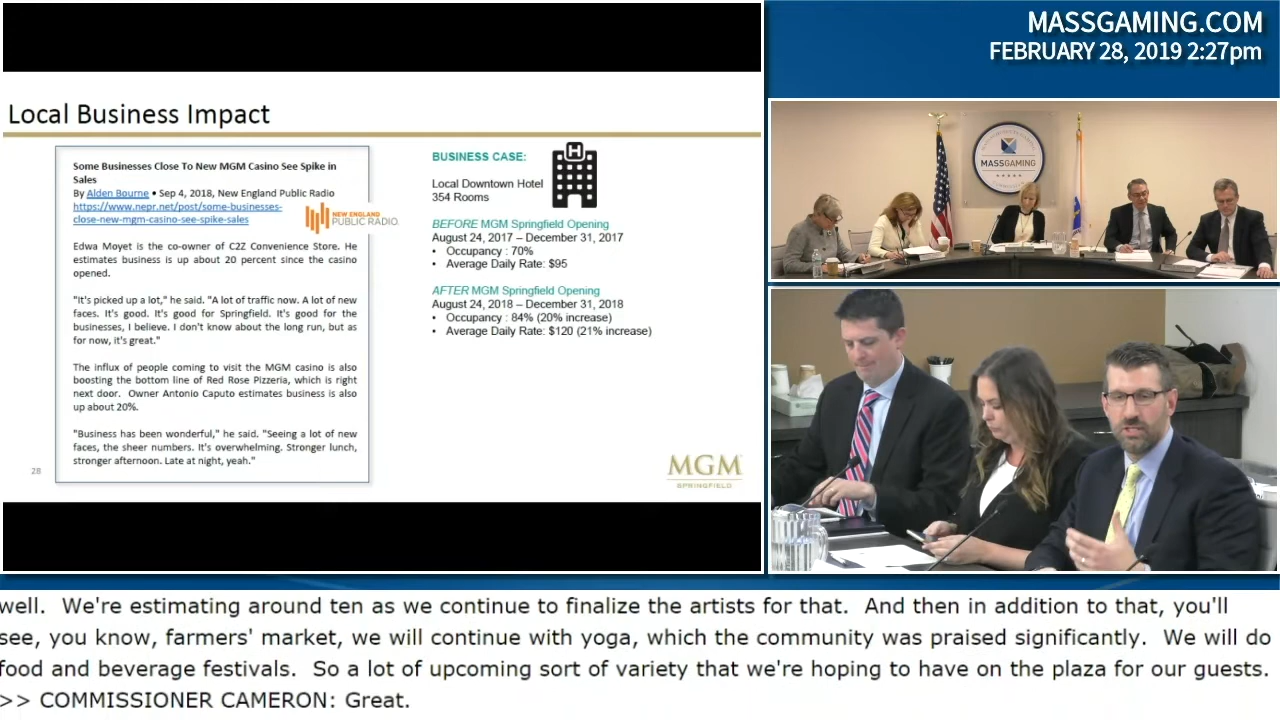 MASSGAMING.COM
FEBRUARY 28, 2019 2:27pm
Local Business Impact
Some Businesses Close To New MGM Casino See Spike in
Sales
By Alden Bourne • Sep 4, 2018, New England Public Radio
https://www.nepr.net/post/some-businesses-
close-new-mgm-casino-see-spike-sales
NEW ENGLAND
PUBLIC RADIO
Edwa Moyet is the co-owner of C2Z Convenience Store. He
estimates business is up about 20 percent since the casino
opened.
"It's picked up a lot," he said. "A lot of traffic now. A lot of new
faces. It's good. It's good for Springfield. It's good for the
businesses, I believe. I don't know about the long run, but as
for now, it's great."
The influx of people coming to visit the MGM casino is also
boosting the bottom line of Red Rose Pizzeria, which is right
next door. Owner Antonio Caputo estimates business is also
up about 20%.
"Business has been wonderful," he said. "Seeing a lot of new
faces, the sheer numbers. It's overwhelming. Stronger lunch,
stronger afternoon. Late at night, yeah."
28
BUSINESS CASE:
H
Local Downtown Hotel
354 Rooms
BEFORE MGM Springfield Opening
August 24, 2017 – December 31, 2017
• Occupancy : 70%
• Average Daily Rate: $95
AFTER MGM Springfield Opening
August 24, 2018 – December 31, 2018
• Occupancy : 84% (20% increase)
• Average Daily Rate: $120 (21% increase)
MGM
SPRINGFIELD
MASSGAMING
well. We're estimating around ten as we continue to finalize the artists for that. And then in addition to that, you'll
see, you know, farmers' market, we will continue with yoga, which the community was praised significantly. We will do
food and beverage festivals. So a lot of upcoming sort of variety that we're hoping to have on the plaza for our guests.
>> COMMISSIONER CAMERON: Great.